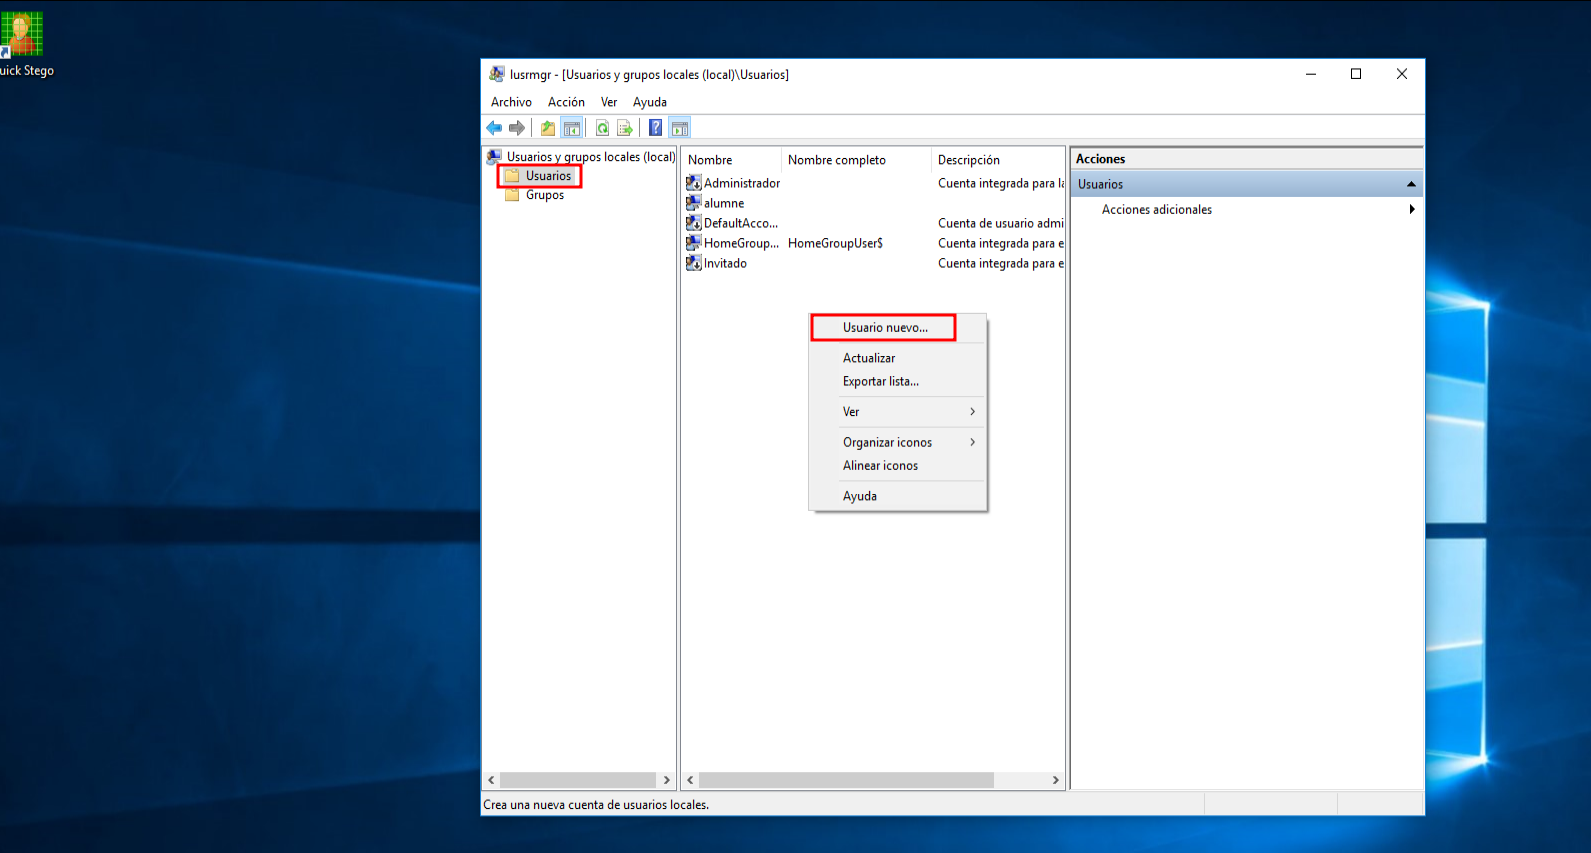 uick Stego
lusrmgr - [Usuarios y grupos locales (local)\Usuarios]
Archivo Acción Ver Ayuda
Usuarios y grupos locales (local)
Usuarios
Grupos
Nombre Nombre completo Descripción
Administrador Cuenta integrada para la
alumne
DefaultAcco... Cuenta de usuario admi
HomeGroup... HomeGroupUser$ Cuenta integrada para e
Invitado Cuenta integrada para e
Usuario nuevo...
Actualizar
Exportar lista...
Ver
Organizar iconos
Alinear iconos
Ayuda
Acciones
Usuarios
Acciones adicionales
Crea una nueva cuenta de usuarios locales.